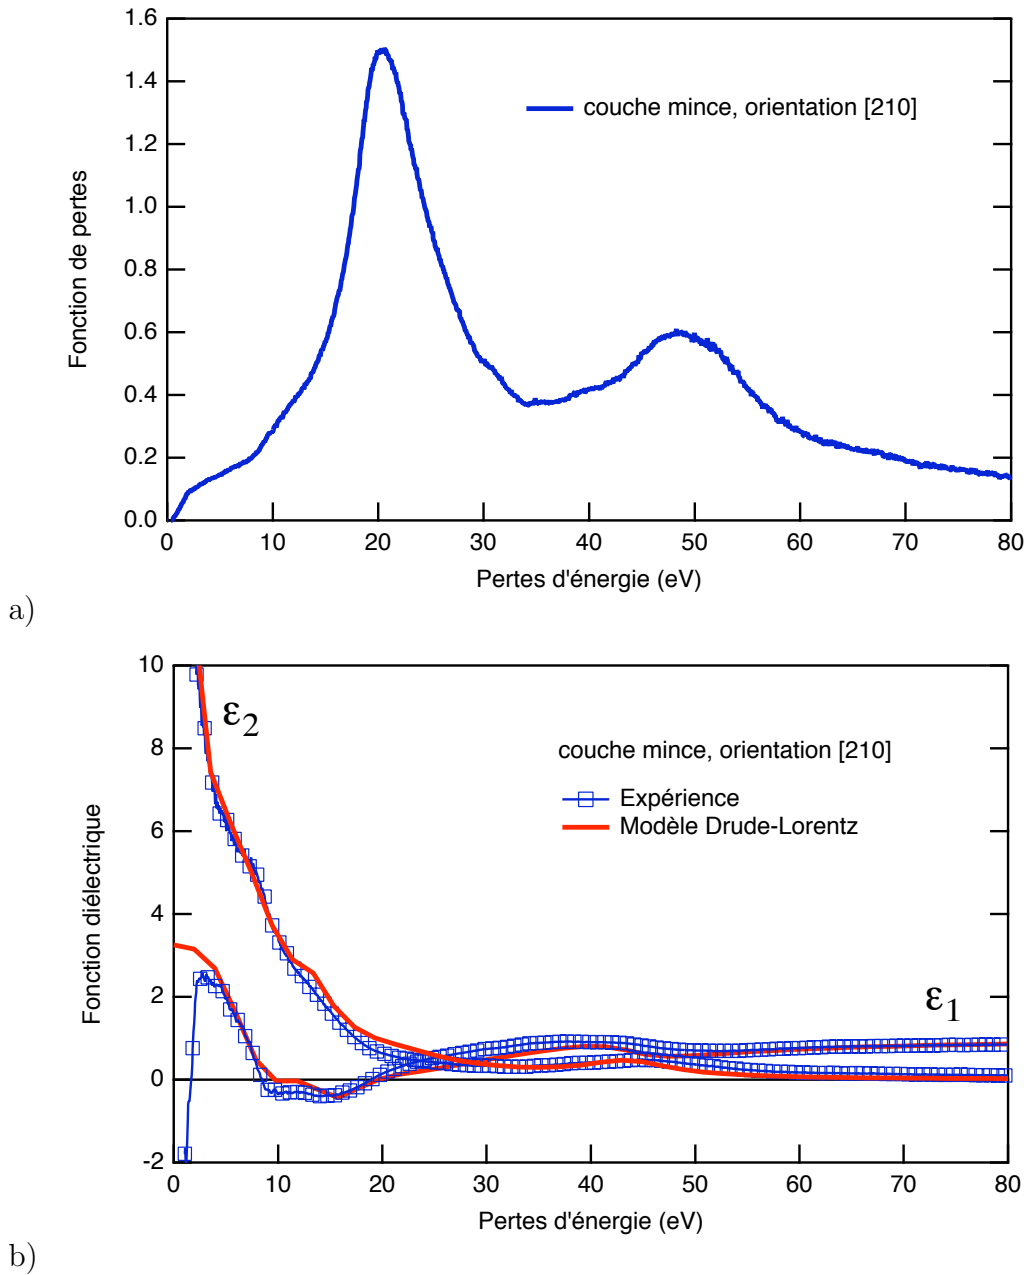 1.6
1.4
1.2
1.0
0.8
0.6
0.4
0.2
0.0
Fonction de pertes
couche mince, orientation [210]
0 10 20 30 40 50 60 70 80
Pertes d'énergie (eV)
a)
10
8
6
4
2
0
-2
Fonction diélectrique
ε2
couche mince, orientation [210]
Expérience
Modèle Drude-Lorentz
ε1
0 10 20 30 40 50 60 70 80
Pertes d'énergie (eV)
b)